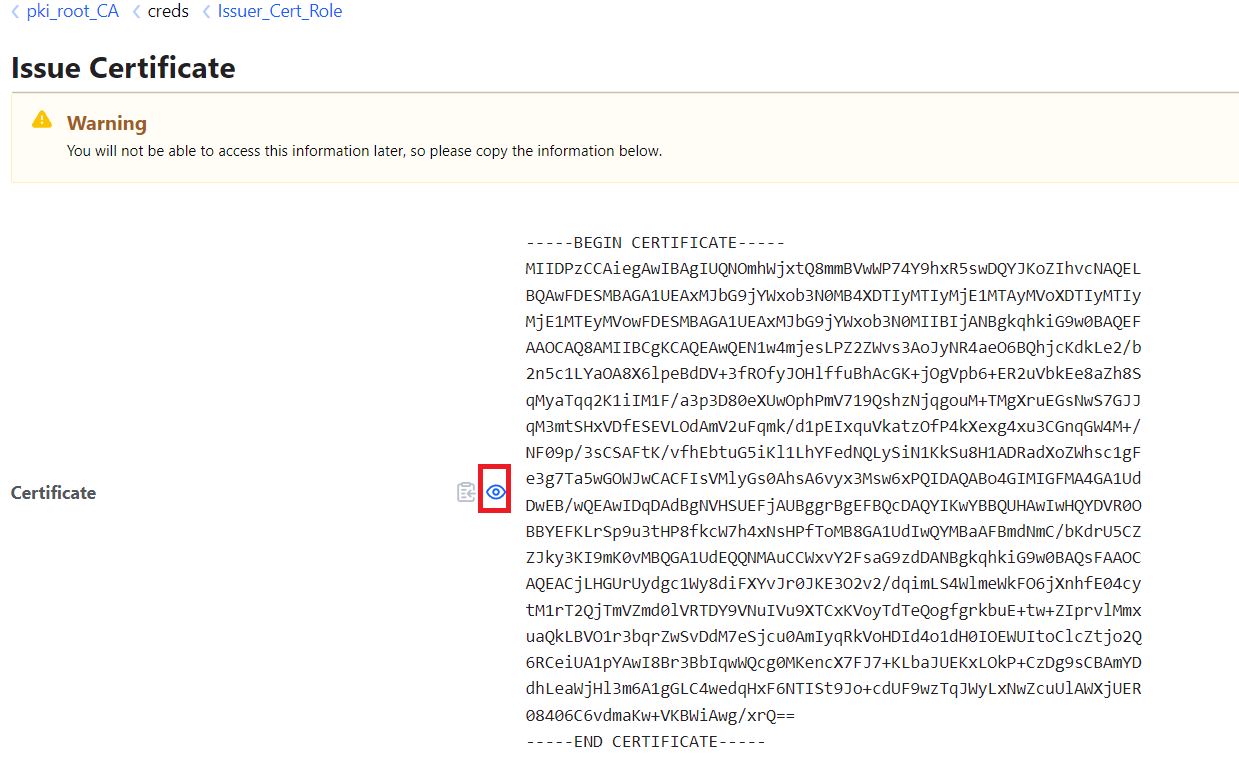 pki_root_CA creds Issuer_Cert_Role
Issue Certificate
Warning
You will not be able to access this information later, so please copy the information below.
-----BEGIN CERTIFICATE-----
MIIDPzCCAiegAwIBAgIUQNOmhWjxtQ8mmBVwWP74Y9hxR5swDQYJKoZIhvcNAQEL
BQAwFDESMBAGA1UEAxMJbG9jYWxob3N0MB4XDTIyMTIyMjE1MTAyMVoXDTIyMTIy
MjE1MTEyMVowFDESMBAGA1UEAxMJbG9jYWxob3N0MIIBIjANBgkqhkiG9w0BAQEF
AAOCAQ8AMIIBCgKCAQEAwQEN1w4mjesLPZ2ZWvs3AoJyNR4aeO6BQhjcKdkLe2/b
2n5c1LYaOA8X6lpeBdDV+3fROfyJOHlffuBhAcGK+jOgVpb6+ER2uVbkEe8aZh8S
qMyaTqq2K1iIM1F/a3p3D80eXUwOphPmV719QshzNjqgouM+TMgXruEGsNwS7GJJ
qM3mtSHxVDfESEVLOdAmV2uFqmk/d1pEIxquVkatzOfP4kXexg4xu3CGnqGW4M+/
NF09p/3sCSAFtK/vfhEbtuG5iKl1LhYFedNQLySiN1KkSu8H1ADRadXoZWhsc1gF
e3g7Ta5wGOWJwCACFIsVMlyGs0AhsA6vyx3Msw6xPQIDAQABo4GIMIGFMA4GA1Ud
DwEB/wQEAwIDqDAdBgNVHSUEFjAUBggrBgEFBQcDAQYIKwYBBQUHAwIwHQYDVR0O
BBYEFKLrSp9u3tHP8fkcW7h4xNsHPfToMB8GA1UdIwQYMBaAFBmdNmC/bKdrU5CZ
ZJky3KI9mK0vMBQGA1UdEQQNMAuCCWxvY2FsaG9zdDANBgkqhkiG9w0BAQsFAAOC
AQEACjLHGUrUydgc1Wy8diFXYvJr0JKE3O2v2/dqimLS4WlmeWkFO6jXnhfE04cy
tM1rT2QjTmVZmd0lVRTDY9VNuIVu9XTCxKVoyTdTeQogfgrkbuE+tw+ZIprvlMmx
uaQkLBVO1r3bqrZwSvDdM7eSjcu0AmIyqRkVoHDId4o1dH0IOEWUItoClcZtjo2Q
6RCeiUA1pYAwI8Br3BbIqwWQcg0MKencX7FJ7+KLbaJUEKxLOkP+CzDg9sCBAmYD
dhLeaWjHl3m6A1gGLC4wedqHxF6NTISt9Jo+cdUF9wzTqJWyLxNwZcuUlAWXjUER
08406C6vdmaKw+VKBWiAwg/xrQ==
-----END CERTIFICATE-----
Certificate